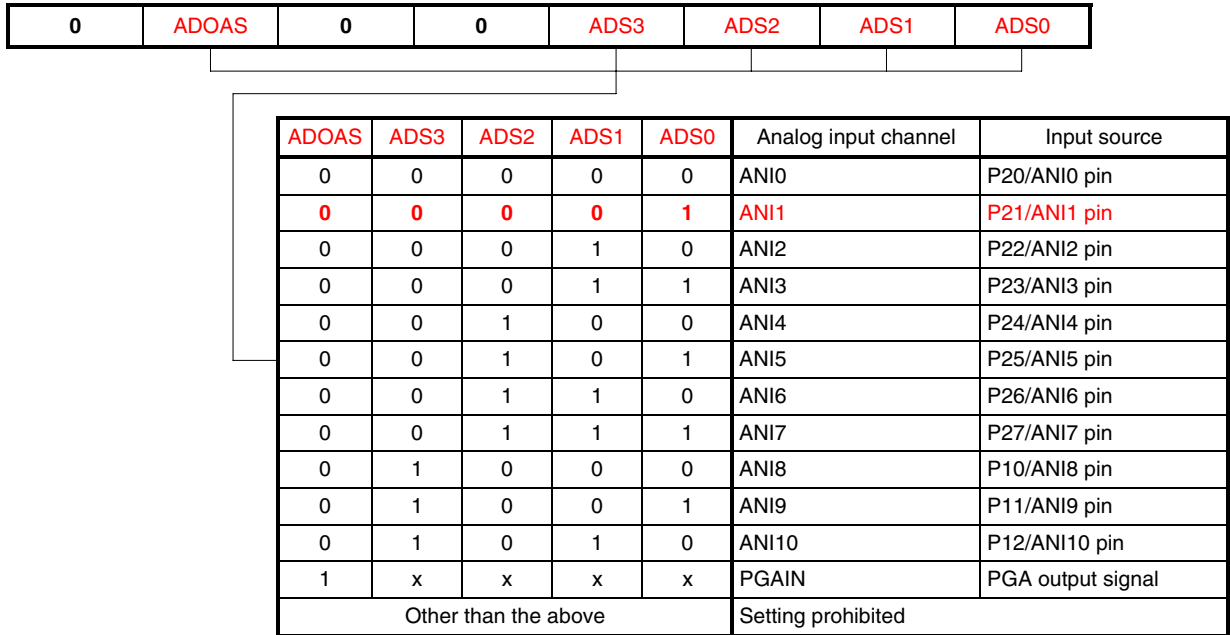 0 ADOAS 0 0 ADS3 ADS2 ADS1 ADS0
ADOAS ADS3 ADS2 ADS1 ADS0 Analog input channel Input source
0 0 0 0 0 ANI0 P20/ANI0 pin
0 0 0 0 1 ANI1 P21/ANI1 pin
0 0 0 1 0 ANI2 P22/ANI2 pin
0 0 0 1 1 ANI3 P23/ANI3 pin
0 0 1 0 0 ANI4 P24/ANI4 pin
0 0 1 0 1 ANI5 P25/ANI5 pin
0 0 1 1 0 ANI6 P26/ANI6 pin
0 0 1 1 1 ANI7 P27/ANI7 pin
0 1 0 0 0 ANI8 P10/ANI8 pin
0 1 0 0 1 ANI9 P11/ANI9 pin
0 1 0 1 0 ANI10 P12/ANI10 pin
1 x x x x PGAIN PGA output signal
Other than the above Setting prohibited